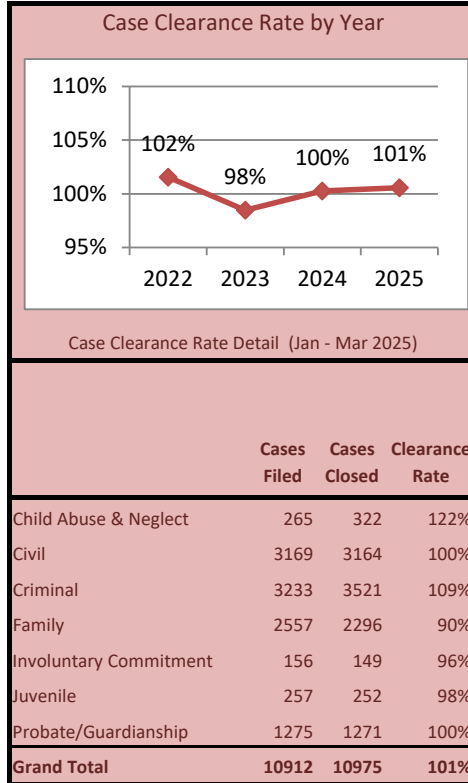 Case Clearance Rate by Year
110%
105%
100%
95%
102%
98%
100%
101%
2022 2023 2024 2025
Case Clearance Rate Detail (Jan - Mar 2025)
Cases Cases Clearance
Filed Closed Rate
Child Abuse & Neglect 265 322 122%
Civil 3169 3164 100%
Criminal 3233 3521 109%
Family 2557 2296 90%
Involuntary Commitment 156 149 96%
Juvenile 257 252 98%
Probate/Guardianship 1275 1271 100%
Grand Total 10912 10975 101%